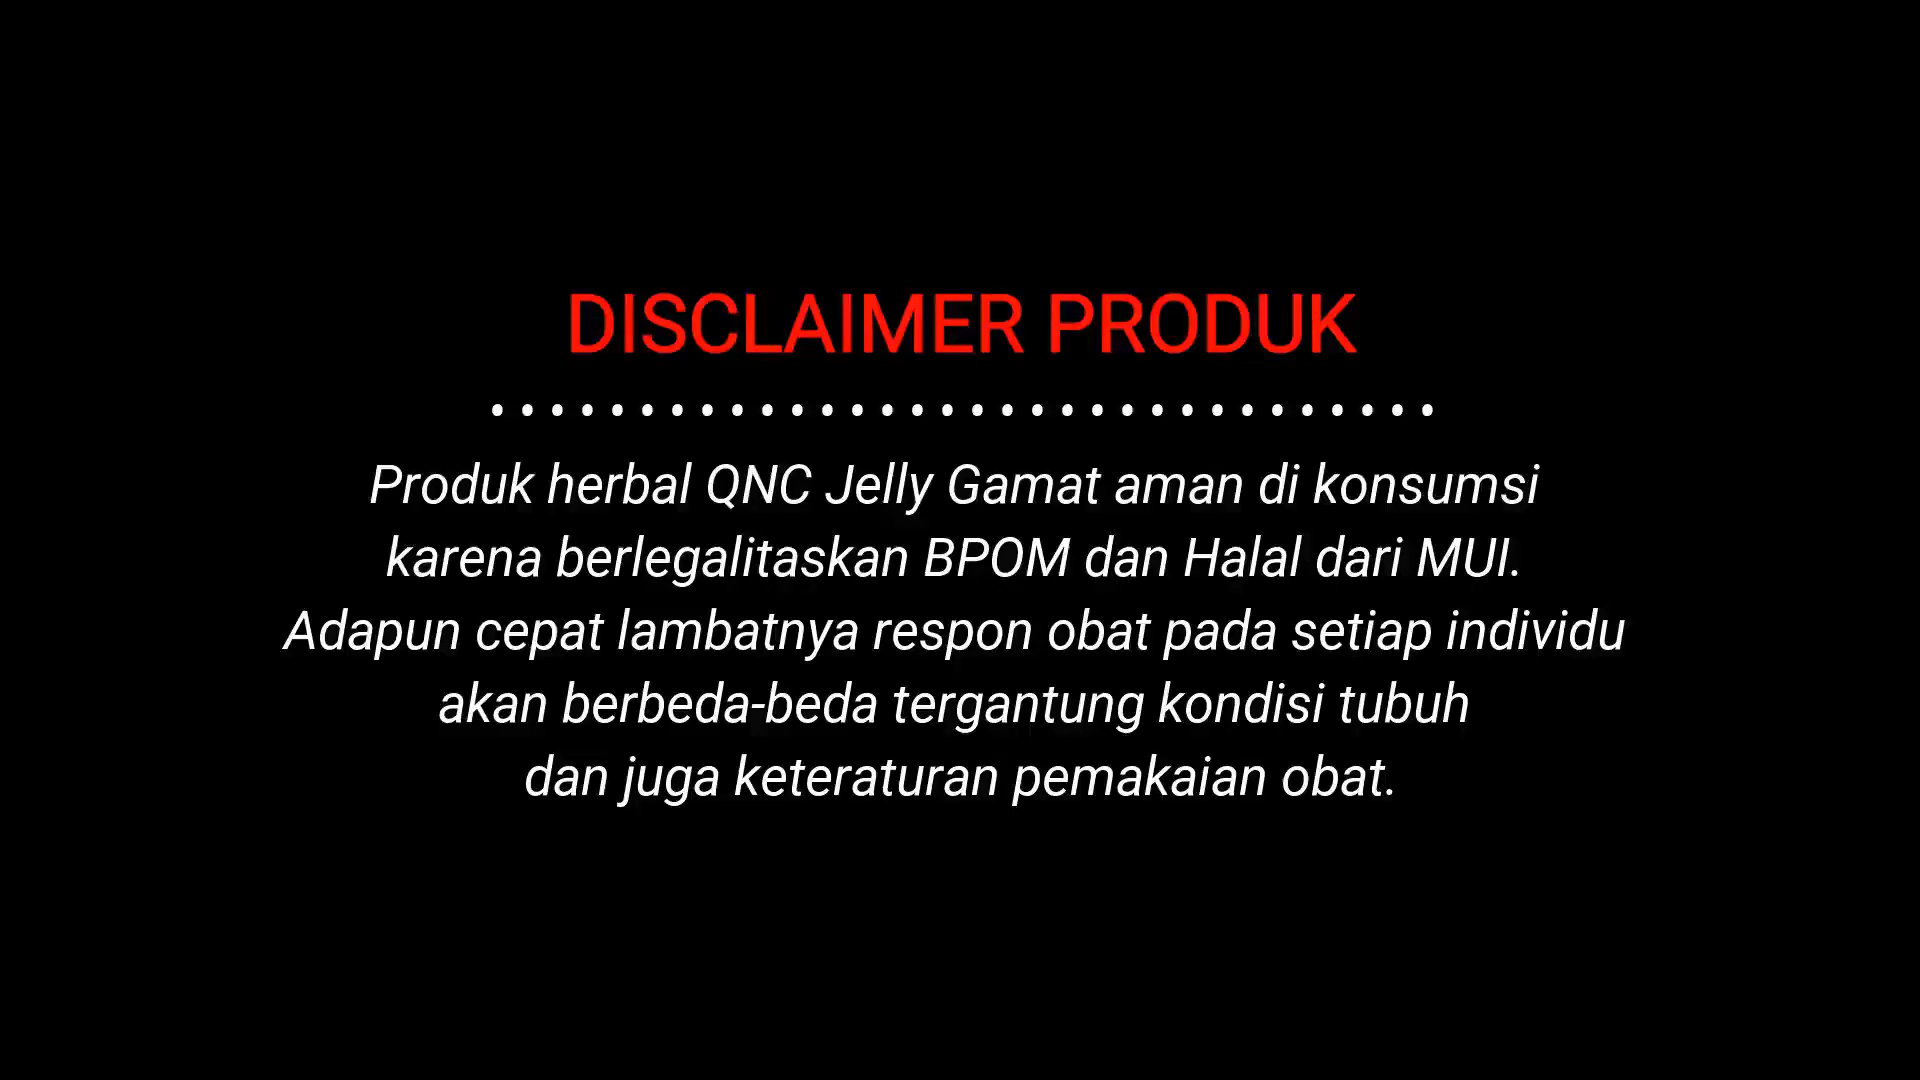 DISCLAIMER PRODUK
Produk herbal QNC Jelly Gamat aman di konsumsi
karena berlegalitaskan BPOM dan Halal dari MUI.
Adapun cepat lambatnya respon obat pada setiap individu
akan berbeda-beda tergantung kondisi tubuh
dan juga keteraturan pemakaian obat.